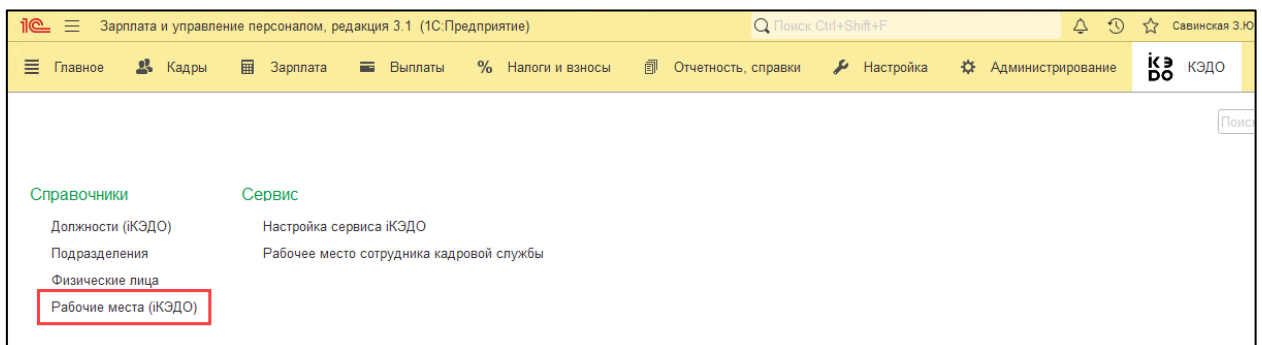 1С Зарплата и управление персоналом, редакция 3.1 (1С:Предприятие) Поиск Ctrl+Shift+F Савинская З.Ю
Главное Кадры Зарплата Выплаты % Налоги и взносы Отчетность, справки Настройка Администрирование iКЭDO КЭДО
Поис
Справочники Сервис
Должности (iКЭДО) Настройка сервиса iКЭДО
Подразделения Рабочее место сотрудника кадровой службы
Физические лица
Рабочие места (iКЭДО)